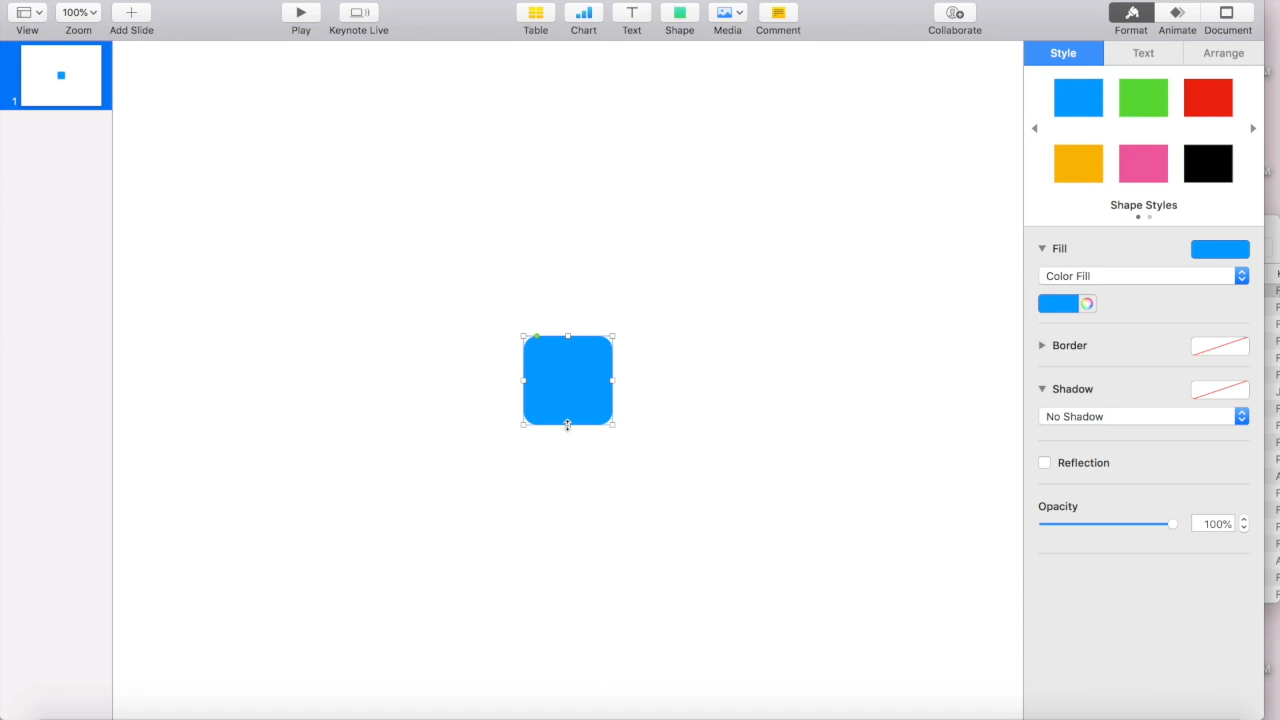 100%
View
Zoom
Add Slide
Play
Keynote Live
Table
Chart
Text
Shape
Media
Comment
Collaborate
Format
Animate
Document
1
Style
Text
Arrange
Shape Styles
Fill
Color Fill
Border
Shadow
No Shadow
Reflection
Opacity
100%